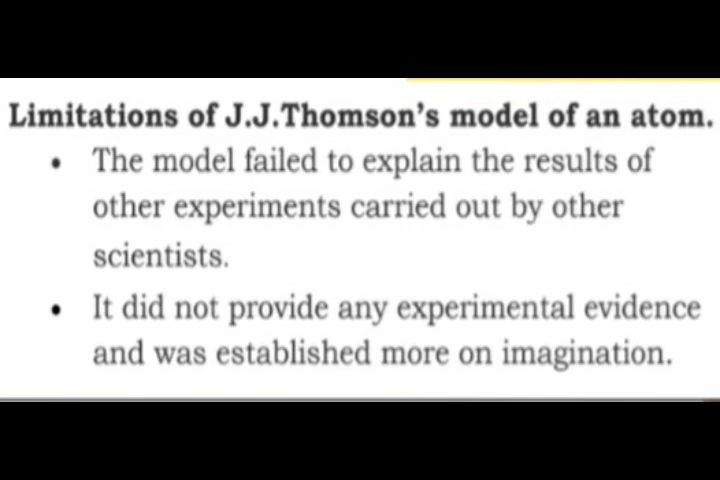 Limitations of J.J.Thomson's model of an atom.
• The model failed to explain the results of
other experiments carried out by other
scientists.
• It did not provide any experimental evidence
and was established more on imagination.